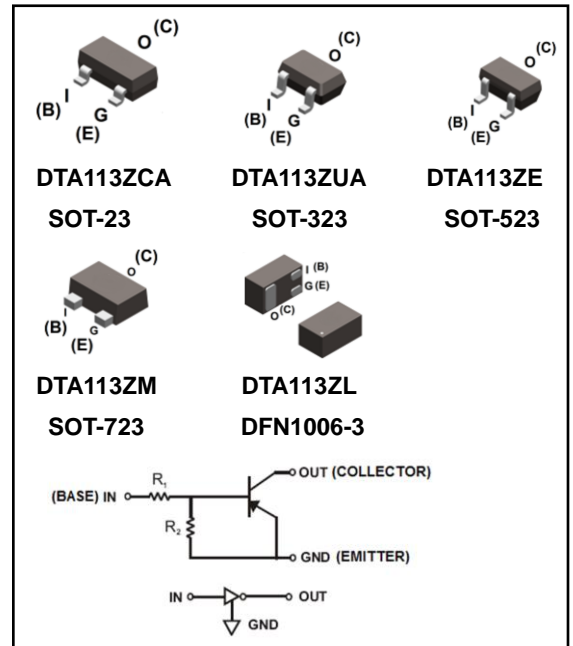 O (C) O (C) O (C)
(B) I G (E) (B) I G (E) (B) I G (E)
DTA113ZCA DTA113ZUA DTA113ZE
SOT-23 SOT-323 SOT-523
(C) O I (B)
G (E)
(B) I G (E) O (C)
DTA113ZM DTA113ZL
SOT-723 DFN1006-3
R₁ OUT (COLLECTOR)
(BASE) IN
R₂
GND (EMITTER)
IN OUT
GND